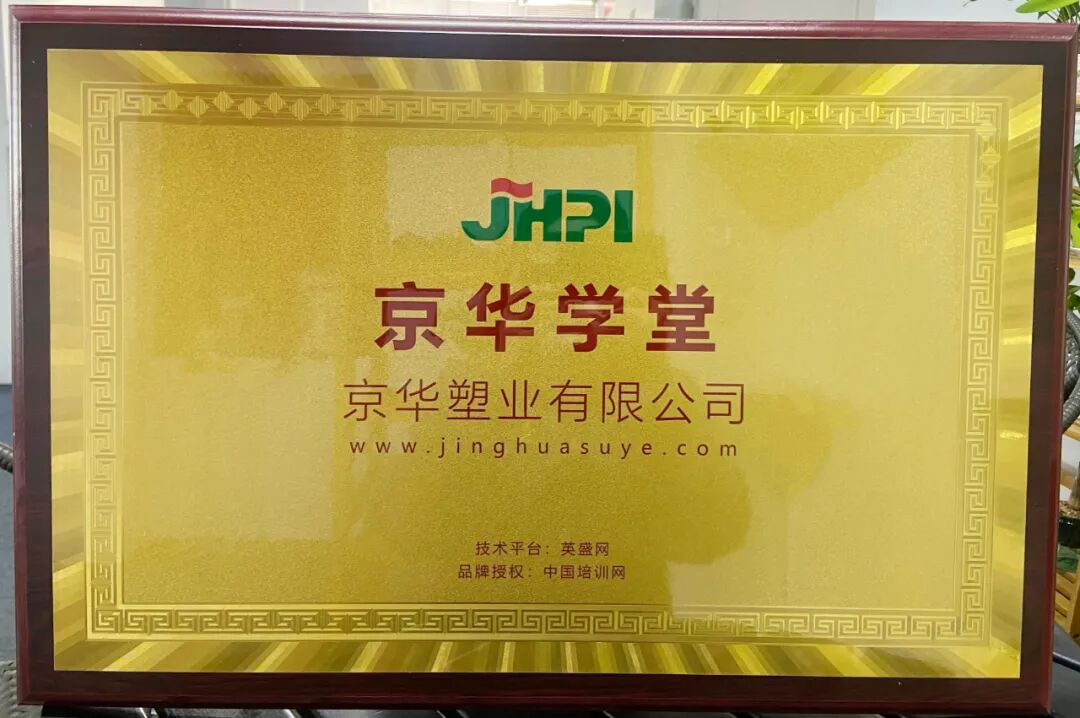 JHPI
京华学堂
京华塑业有限公司
www.jinghuasuye.com
技术平台：英盛网
品牌授权：中国培训网